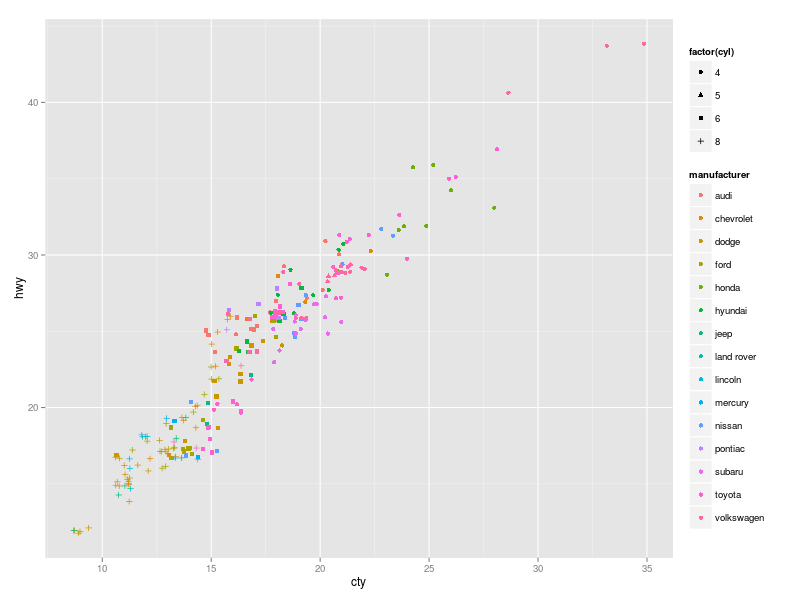 hwy
40
30
20
10
15
20
25
30
35
cty
factor(cyl)
4
5
6
8
manufacturer
audi
chevrolet
dodge
ford
honda
hyundai
jeep
land rover
lincoln
mercury
nissan
pontiac
subaru
toyota
volkswagen